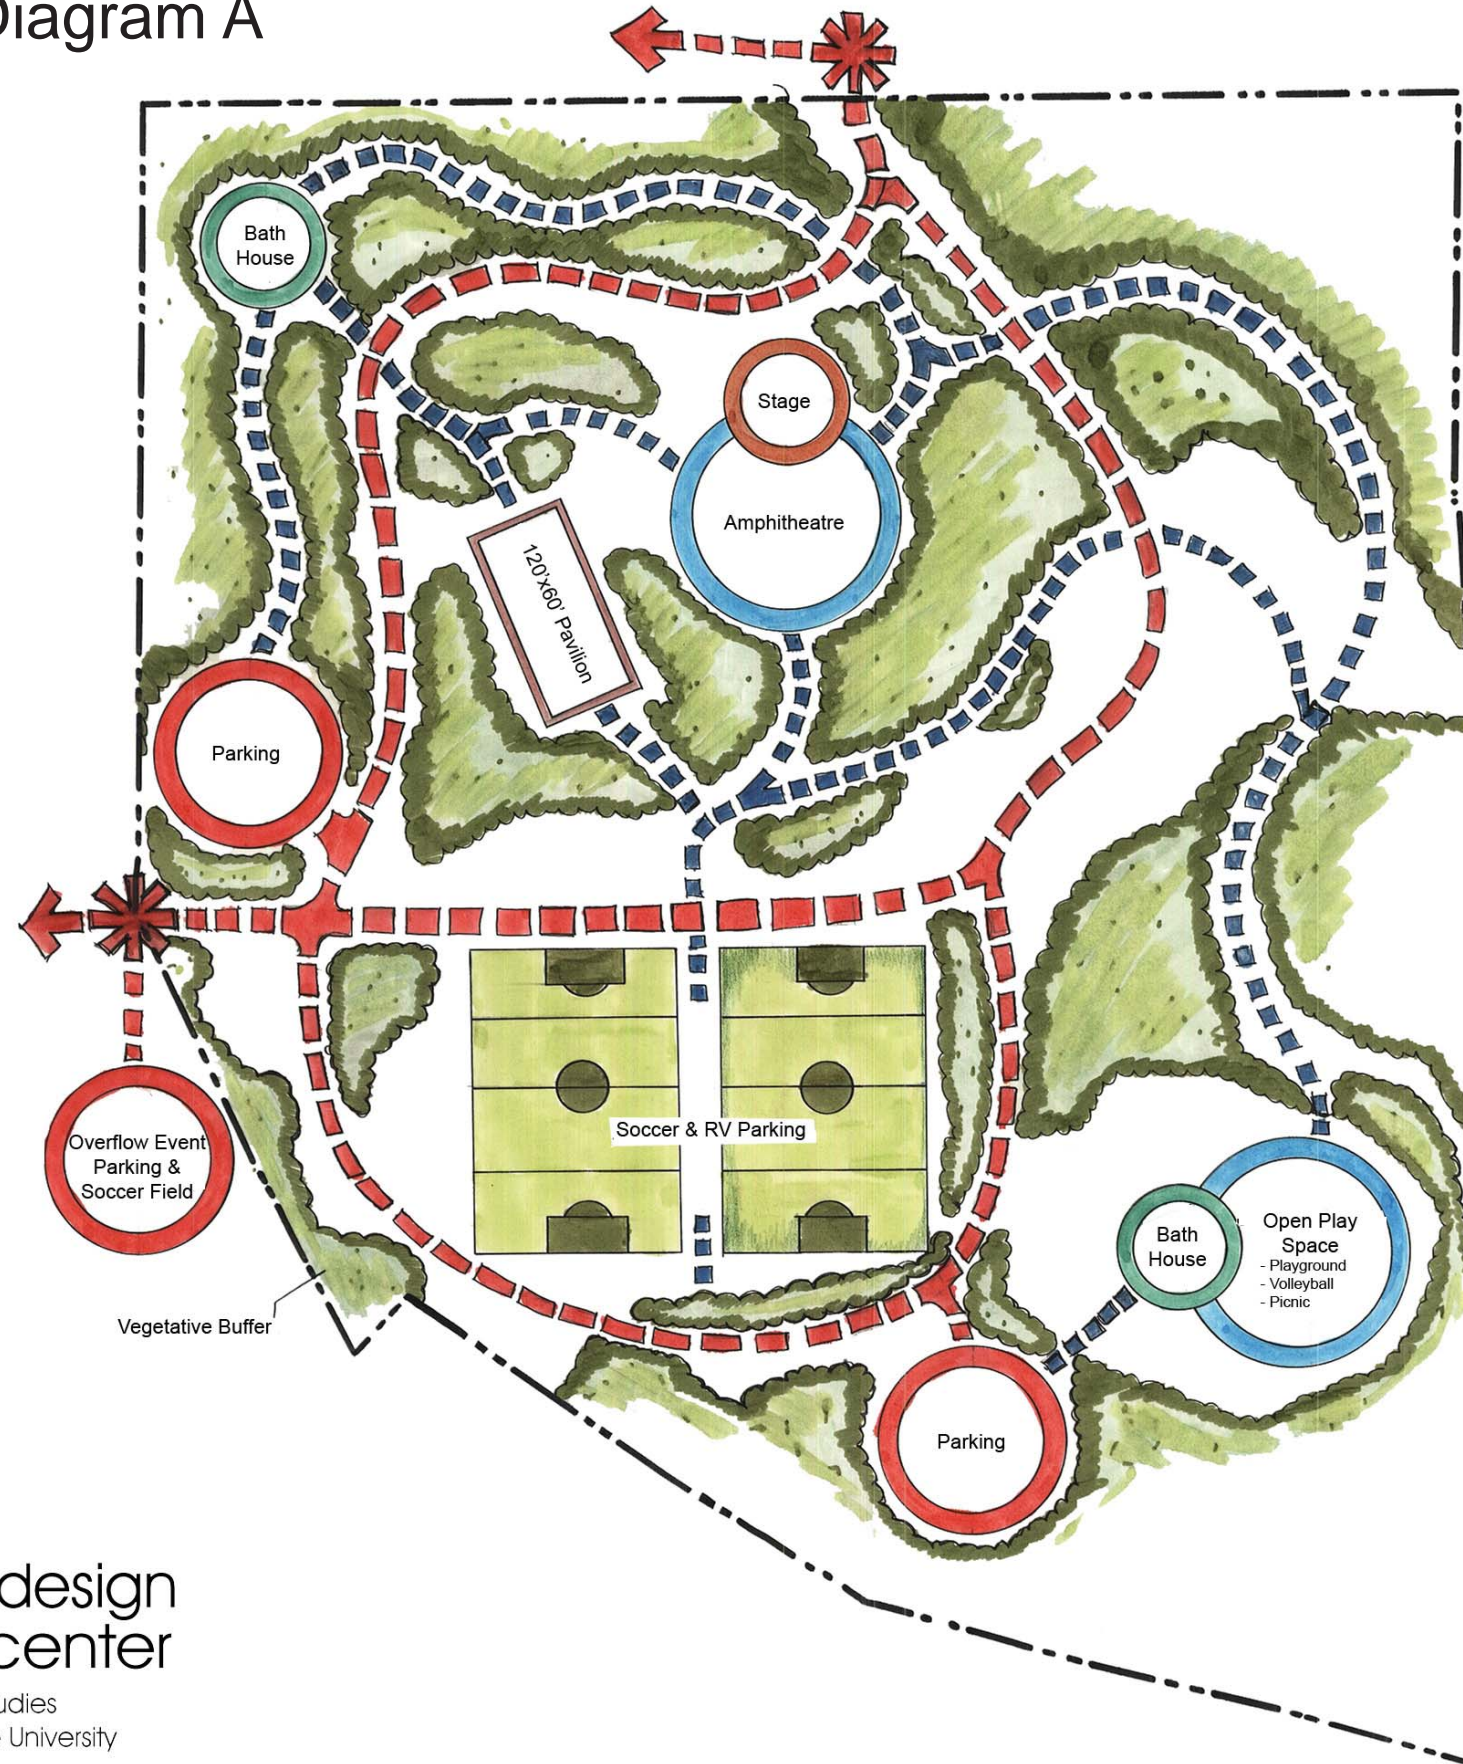 Diagram A
Bath
House
Stage
Amphitheatre
120'x60' Pavilion
Parking
Soccer & RV Parking
Overflow Event
Parking &
Soccer Field
Bath
House
Open Play
Space
- Playground
- Volleyball
- Picnic
Vegetative Buffer
Parking
design
center
udies
University